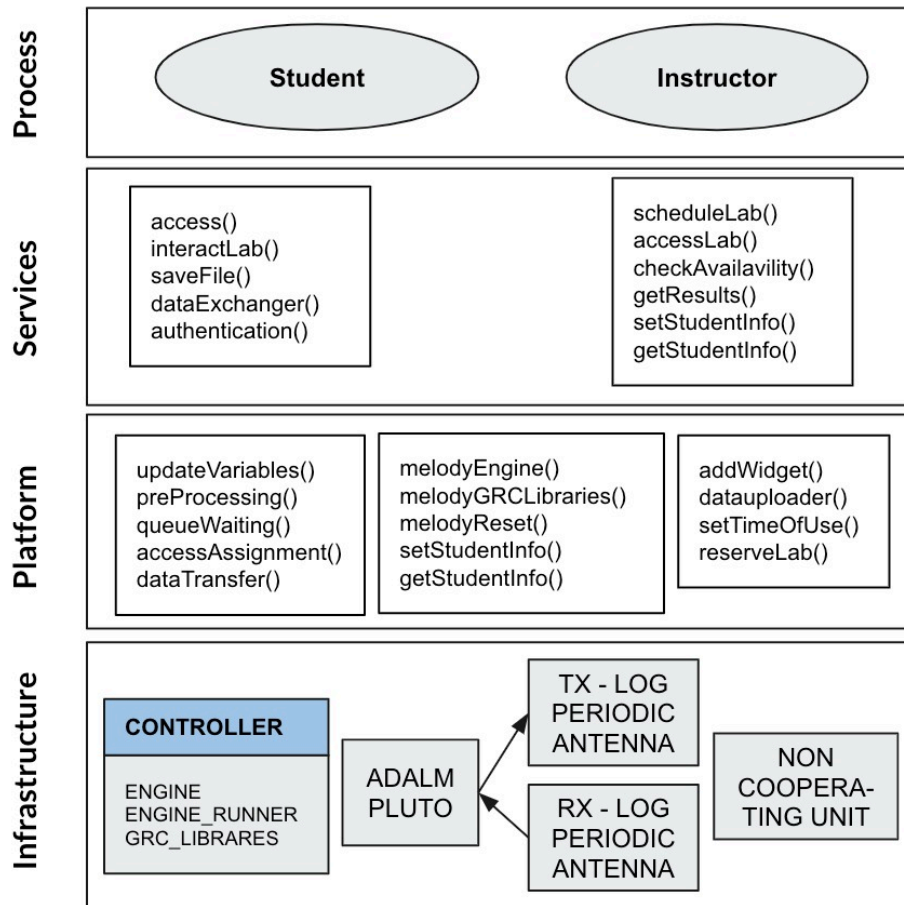 Process
Student
Instructor
Services
access()
interactLab()
saveFile()
dataExchanger()
authentication()
scheduleLab()
accessLab()
checkAvailavility()
getResults()
setStudentInfo()
getStudentInfo()
Platform
updateVariables()
preProcessing()
queueWaiting()
accessAssignment()
dataTransfer()
melodyEngine()
melodyGRCLibraries()
melodyReset()
setStudentInfo()
getStudentInfo()
addWidget()
datauploader()
setTimeOfUse()
reserveLab()
Infrastructure
CONTROLLER
ENGINE
ENGINE_RUNNER
GRC_LIBRARES
ADALM
PLUTO
TX - LOG
PERIODIC
ANTENNA
RX - LOG
PERIODIC
ANTENNA
NON
COOPERA-
TING UNIT